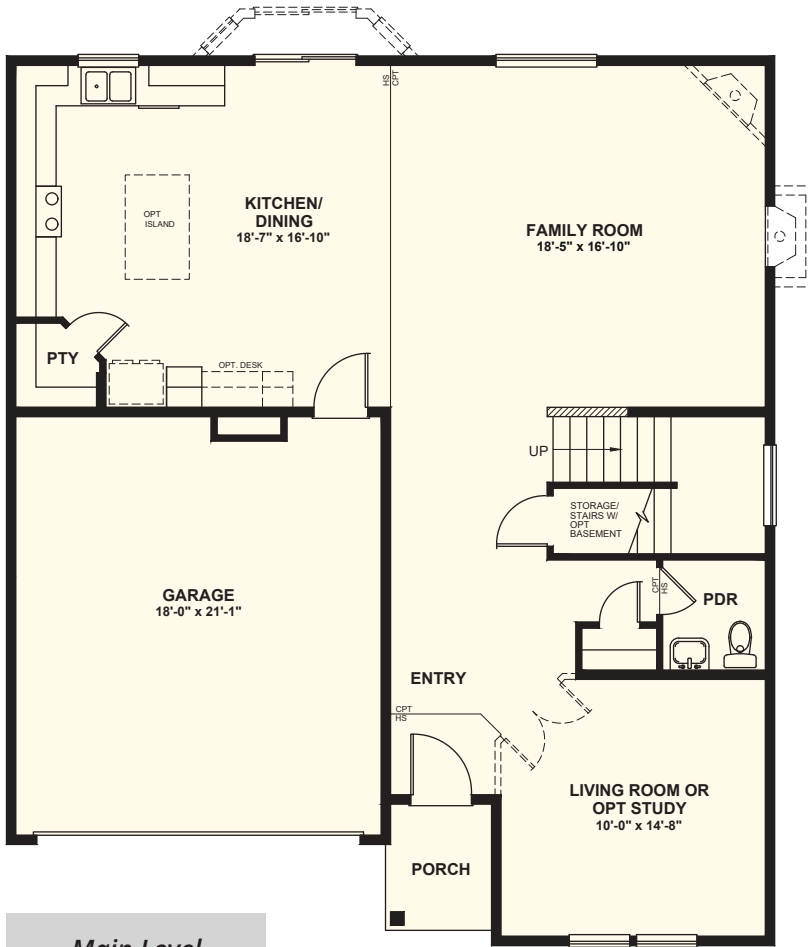 HS
CPT
KITCHEN/
DINING
18'-7" x 16'-10"
OPT
ISLAND
FAMILY ROOM
18'-5" x 16'-10"
PTY
OPT. DESK
UP
STORAGE/
STAIRS W/
OPT
BASEMENT
GARAGE
18'-0" x 21'-1"
CPT
HS
PDR
ENTRY
CPT
HS
LIVING ROOM OR
OPT STUDY
10'-0" x 14'-8"
PORCH
Main Level